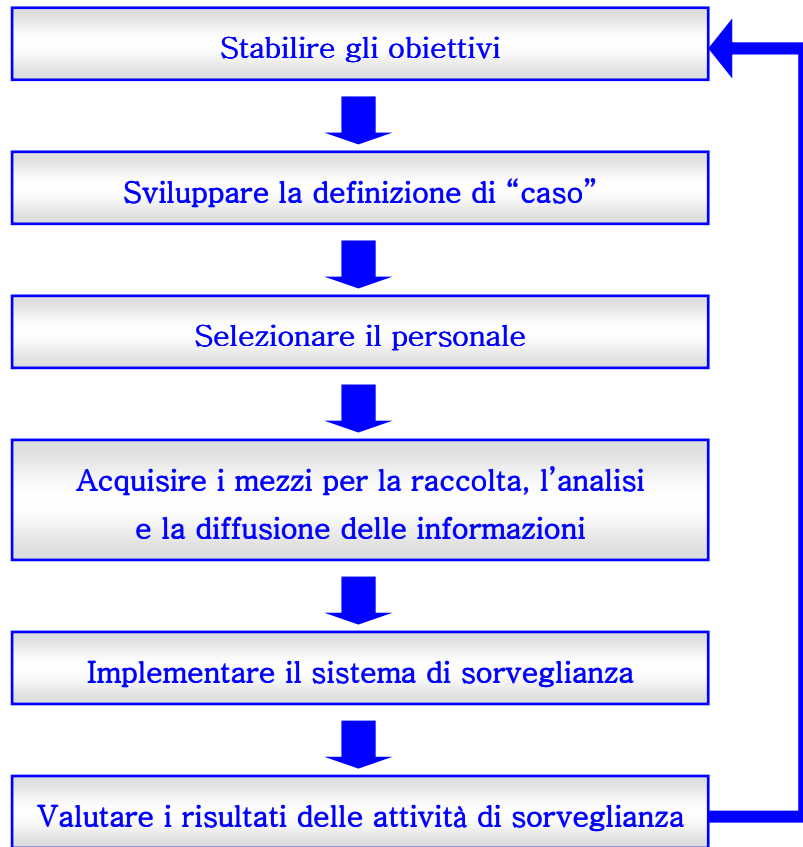 Stabilire gli obiettivi
Sviluppare la definizione di “caso”
Selezionare il personale
Acquisire i mezzi per la raccolta, l’analisi
e la diffusione delle informazioni
Implementare il sistema di sorveglianza
Valutare i risultati delle attività di sorveglianza